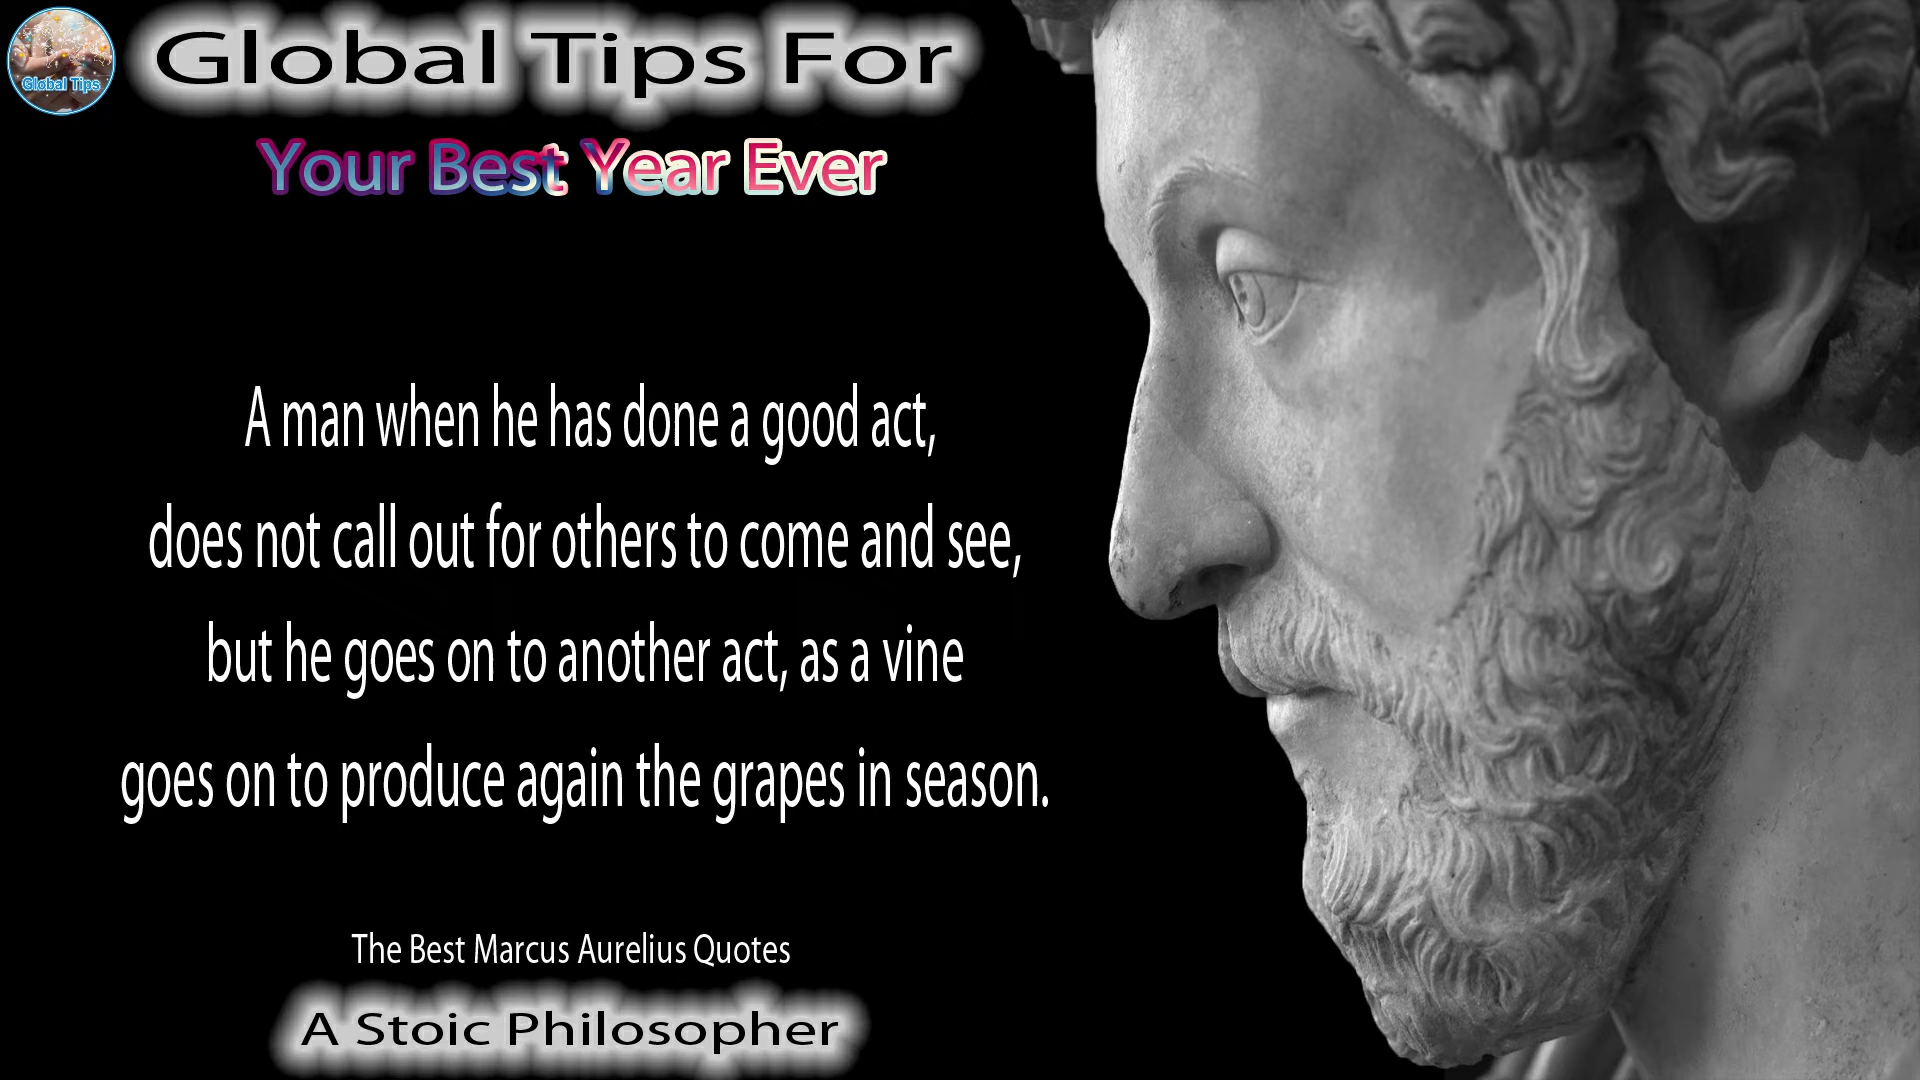 Global Tips
Global Tips For
Your Best Year Ever
A man when he has done a good act,
does not call out for others to come and see,
but he goes on to another act, as a vine
goes on to produce again the grapes in season.
The Best Marcus Aurelius Quotes
A Stoic Philosopher